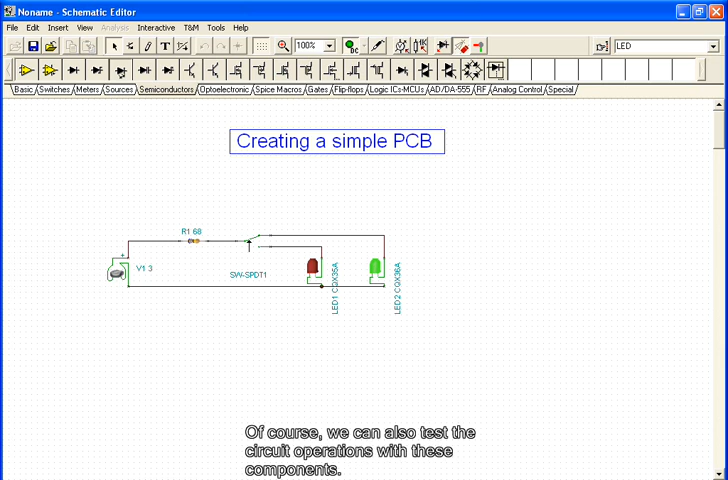 Noname - Schematic Editor
File Edit Insert View Analysis Interactive T&M Tools Help
100% DC LED
Basic Switches Meters Sources Semiconductors Optoelectronic Spice Macros Gates Flip-flops Logic ICs-MCUs AD/DA-555 RF Analog Control Special
Creating a simple PCB
R1 68
+
V1 3
SW-SPDT1
LED1 CQX35A
LED2 CQX36A
Of course, we can also test the
circuit operations with these
components.